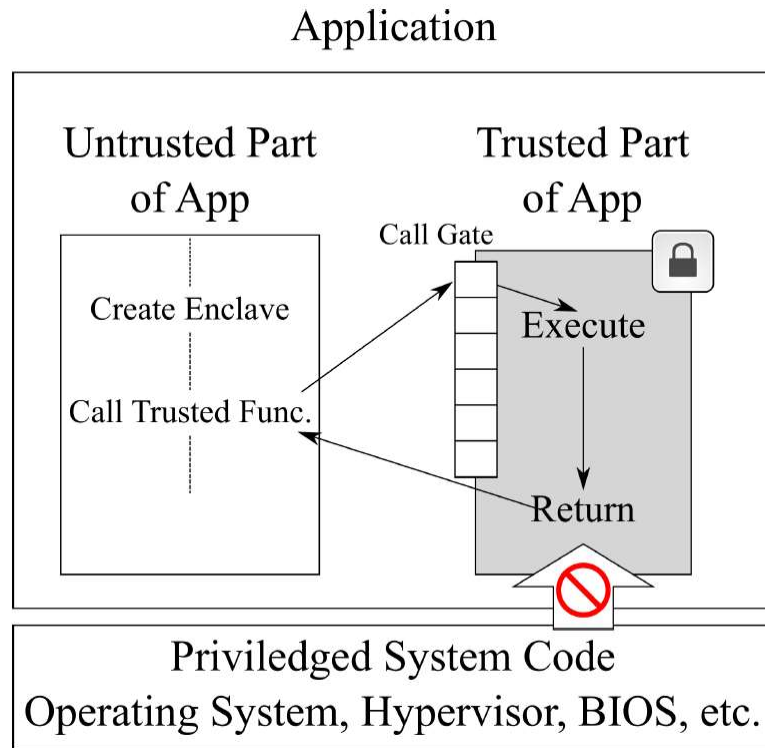 Application
Untrusted Part
of App
Trusted Part
of App
Call Gate
Create Enclave
Call Trusted Func.
Execute
Return
Priviledged System Code
Operating System, Hypervisor, BIOS, etc.